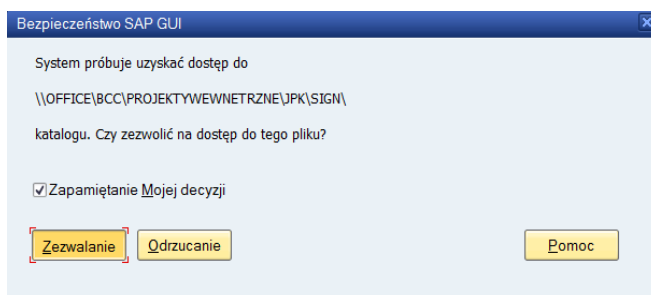 Bezpieczeństwo SAP GUI
System próbuje uzyskać dostęp do
\\OFFICE\BCC\PROJEKTYWEWNETRZNE\JPK\SIGN\
katalogu. Czy zezwolić na dostęp do tego pliku?
Zapamiętanie Mojej decyzji
Zezwalanie Odrzucanie Pomoc